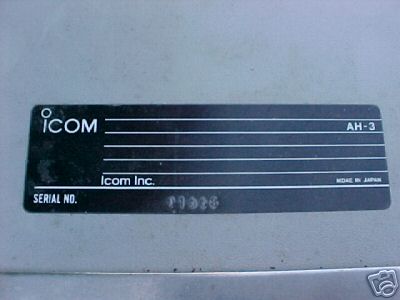 ICOM
AH-3
Icom Inc. MADE IN JAPAN
SERIAL NO.